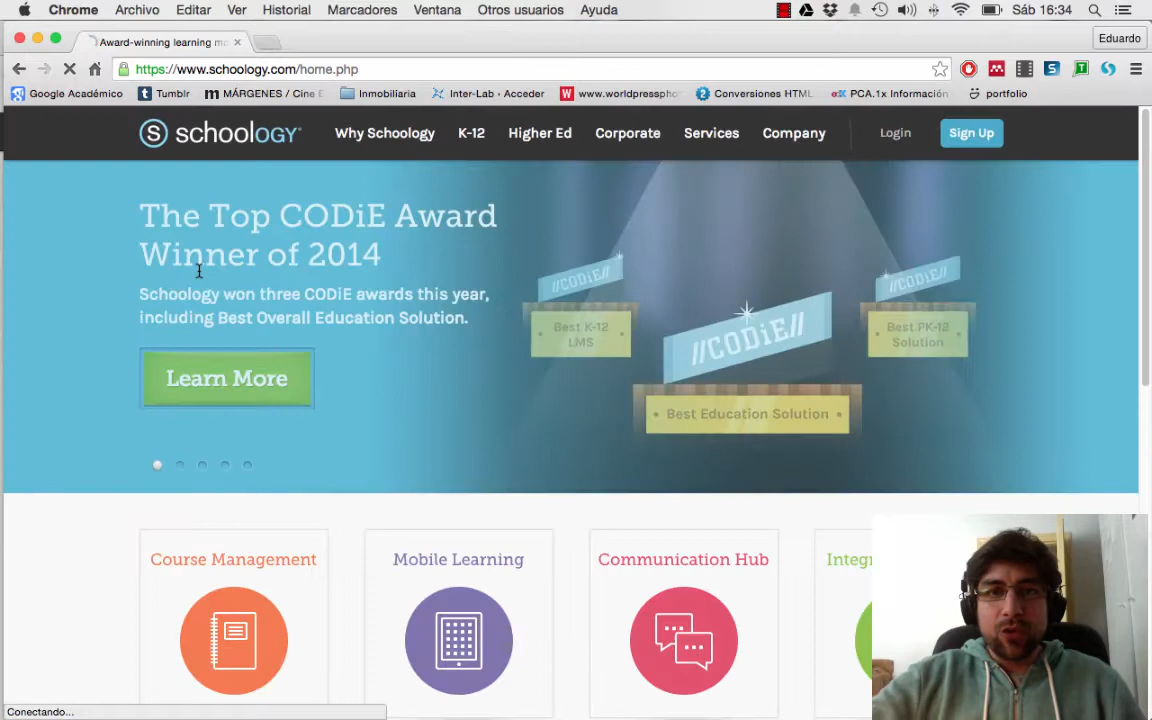 Chrome Archivo Editar Ver Historial Marcadores Ventana Otros usuarios Ayuda Sáb 16:34
Award-winning learning m
Eduardo
https://www.schoology.com/home.php
Google Académico Tumblr MÁRGENES / Cine E Inmobiliaria Inter-Lab › Acceder www.worldpresspho Conversiones HTML PCA.1x Información portfolio
schoology Why Schoology K-12 Higher Ed Corporate Services Company Login Sign Up
The Top CODiE Award
Winner of 2014
Schoology won three CODiE awards this year,
including Best Overall Education Solution.
Learn More
//CODiE// //CODiE// //CODiE//
Best K-12
LMS
Best PK-12
Solution
Best Education Solution
Course Management Mobile Learning Communication Hub Integ
Conectando...